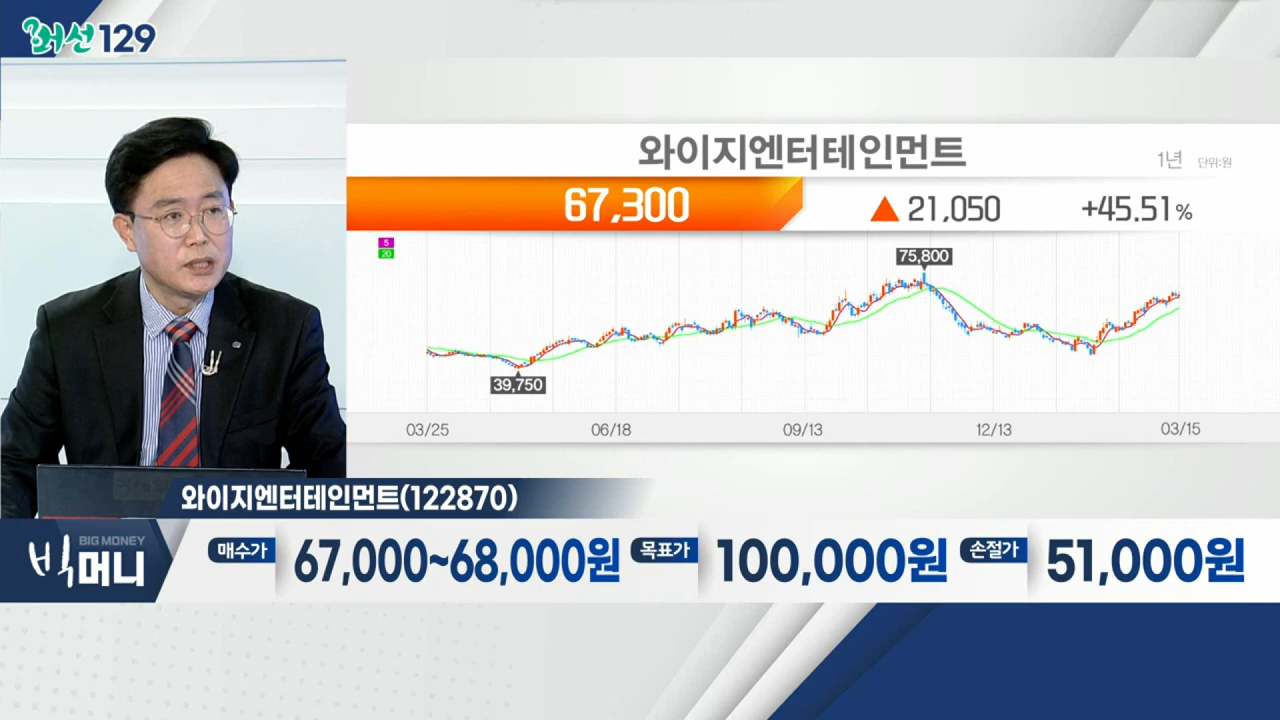 머선129
와이지엔터테인먼트
1년 단위:원
67,300 ▲ 21,050 +45.51%
5
20
75,800
39,750
03/25 06/18 09/13 12/13 03/15
와이지엔터테인먼트(122870)
BIG MONEY
빅머니
매수가 67,000~68,000원 목표가 100,000원 손절가 51,000원